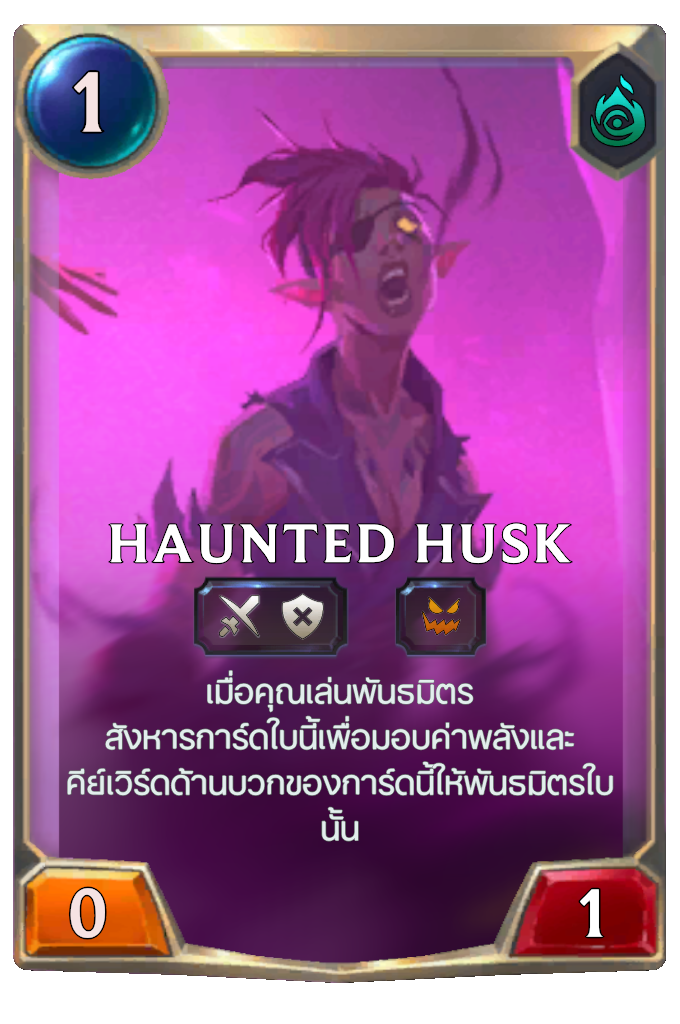 1
HAUNTED HUSK
เมื่อคุณเล่นพันธมิตร
สังหารการ์ดใบนี้เพื่อมอบค่าพลังและ
คีย์เวิร์ดด้านบวกของการ์ดนี้ให้พันธมิตรใบ
นั้น
0
1